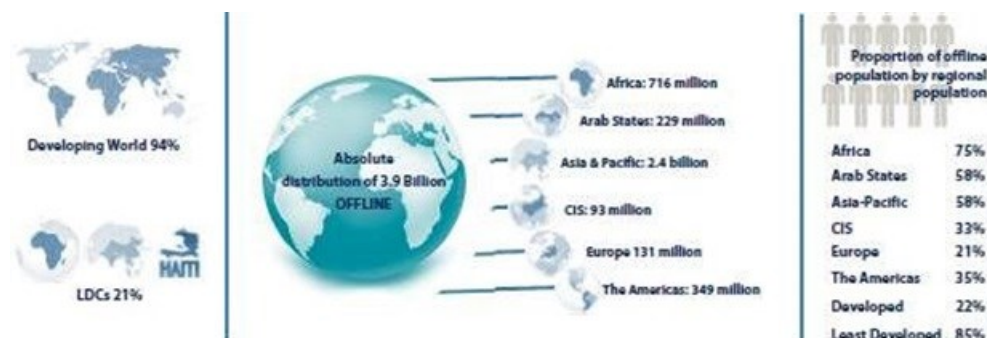 Developing World 94%
HAITI
LDCs 21%
Absolute
distribution of 3.9 Billion
OFFLINE
Africa: 716 million
Arab States: 229 million
Asia & Pacific: 2.4 billion
CIS: 93 million
Europe 131 million
The Americas: 349 million
Proportion of offline
population by regional
population
Africa 75%
Arab States 58%
Asia-Pacific 58%
CIS 33%
Europe 21%
The Americas 35%
Developed 22%
Least Developed 85%